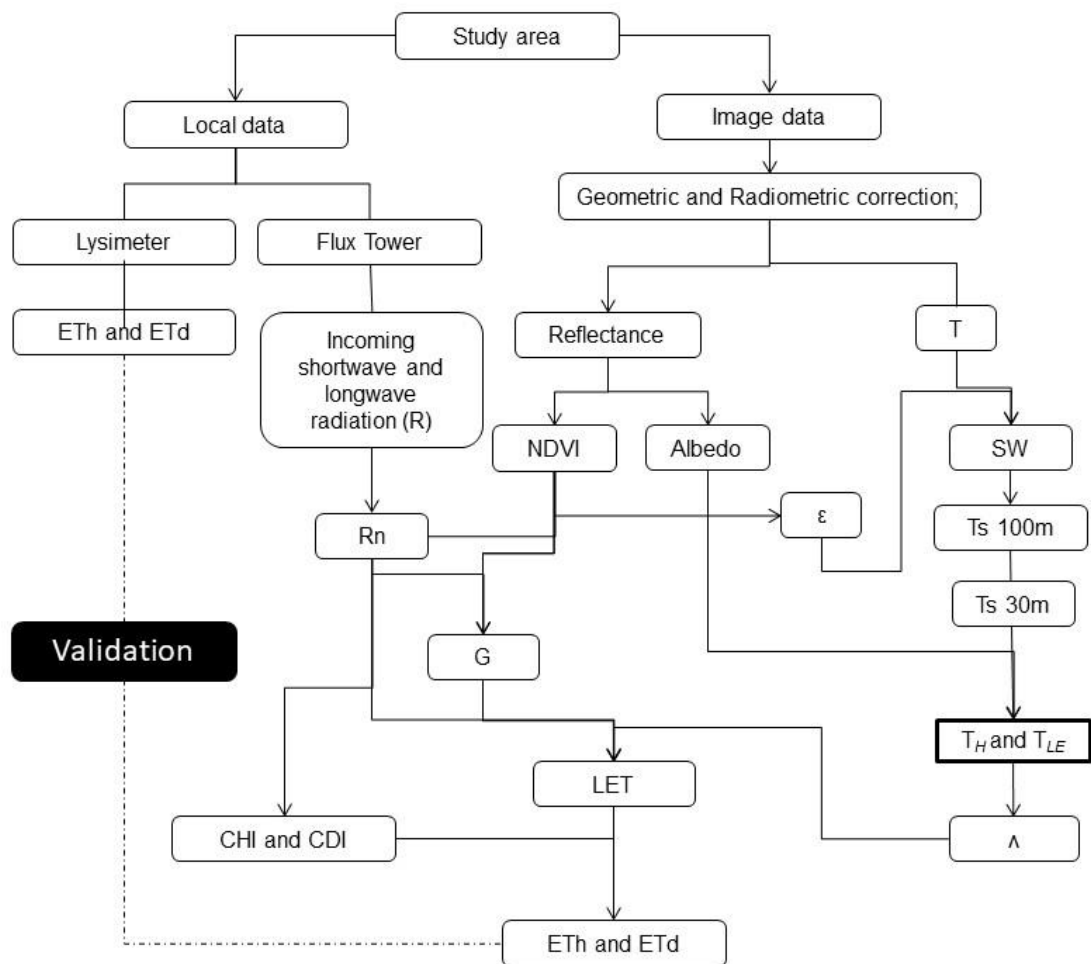 Study area
Local data
Image data
Geometric and Radiometric correction;
Lysimeter
Flux Tower
ETh and ETd
Incoming
shortwave and
longwave
radiation (R)
Reflectance
T
NDVI
Albedo
SW
Rn
ε
Ts 100m
Ts 30m
Validation
G
TH and TLE
LET
CHI and CDI
ʌ
ETh and ETd